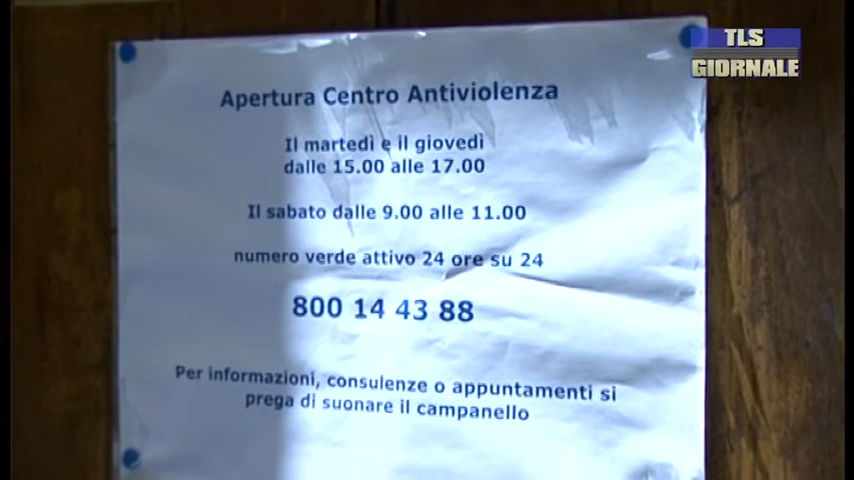 TLS
GIORNALE
Apertura Centro Antiviolenza
Il martedì e il giovedì
dalle 15.00 alle 17.00
Il sabato dalle 9.00 alle 11.00
numero verde attivo 24 ore su 24
800 14 43 88
Per informazioni, consulenze o appuntamenti si
prega di suonare il campanello